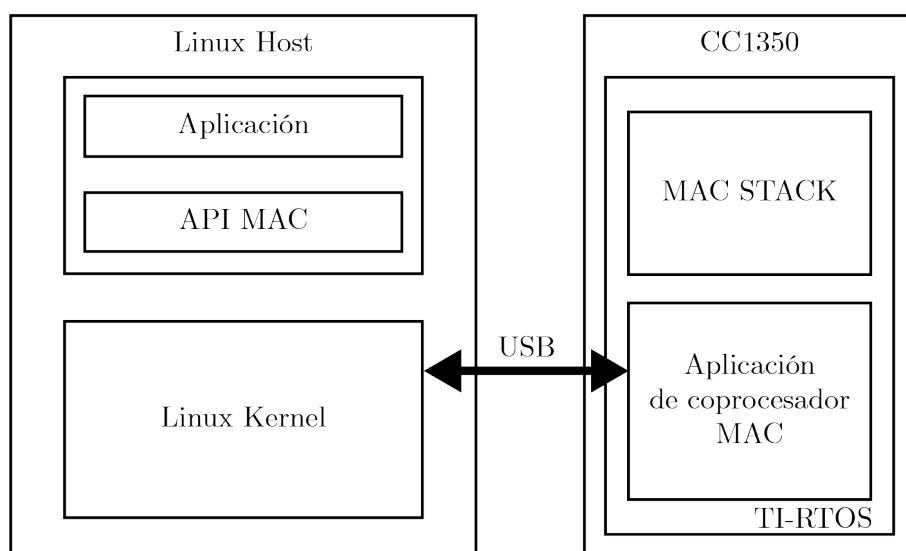 Linux Host
Aplicación
API MAC
Linux Kernel
USB
CC1350
MAC STACK
Aplicación
de coprocesador
MAC
TI-RTOS